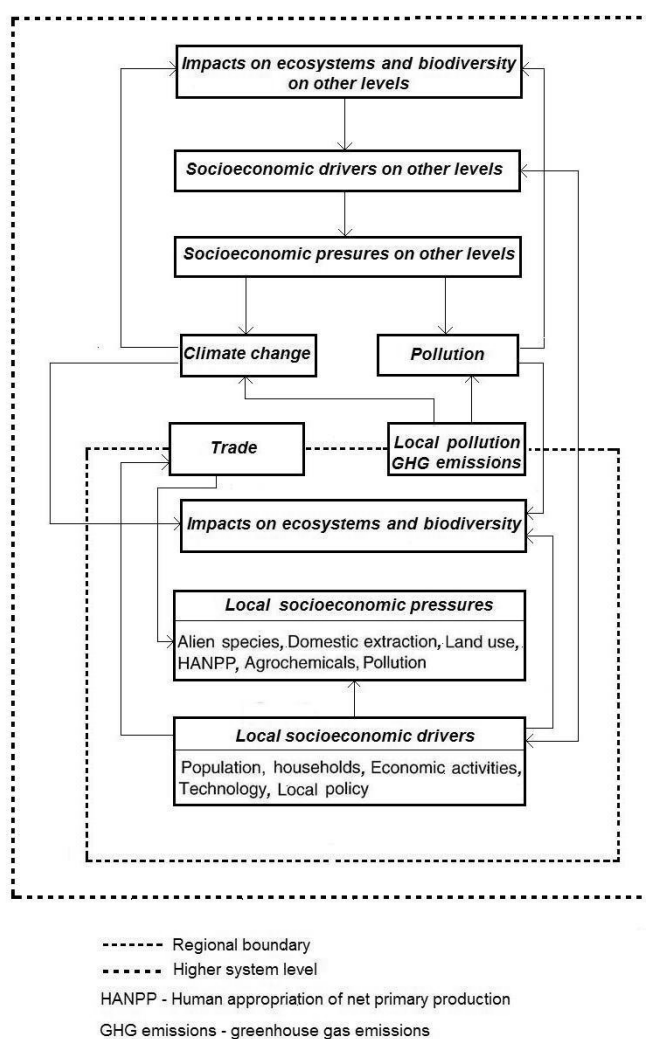 Impacts on ecosystems and biodiversity
on other levels
Socioeconomic drivers on other levels
Socioeconomic presures on other levels
Climate change
Pollution
Trade
Local pollution
GHG emissions
Impacts on ecosystems and biodiversity
Local socioeconomic pressures
Alien species, Domestic extraction, Land use,
HANPP, Agrochemicals, Pollution
Local socioeconomic drivers
Population, households, Economic activities,
Technology, Local policy
Regional boundary
Higher system level
HANPP - Human appropriation of net primary production
GHG emissions - greenhouse gas emissions